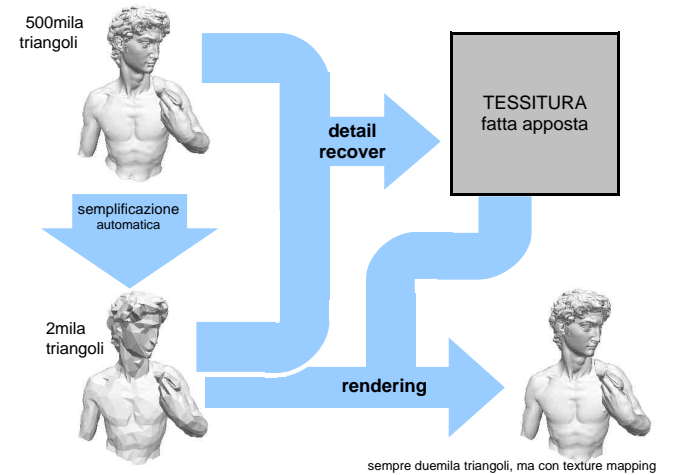 500mila
triangoli
TESSITURA
fatta apposta
detail
recover
semplificazione
automatica
2mila
triangoli
rendering
sempre duemila triangoli, ma con texture mapping